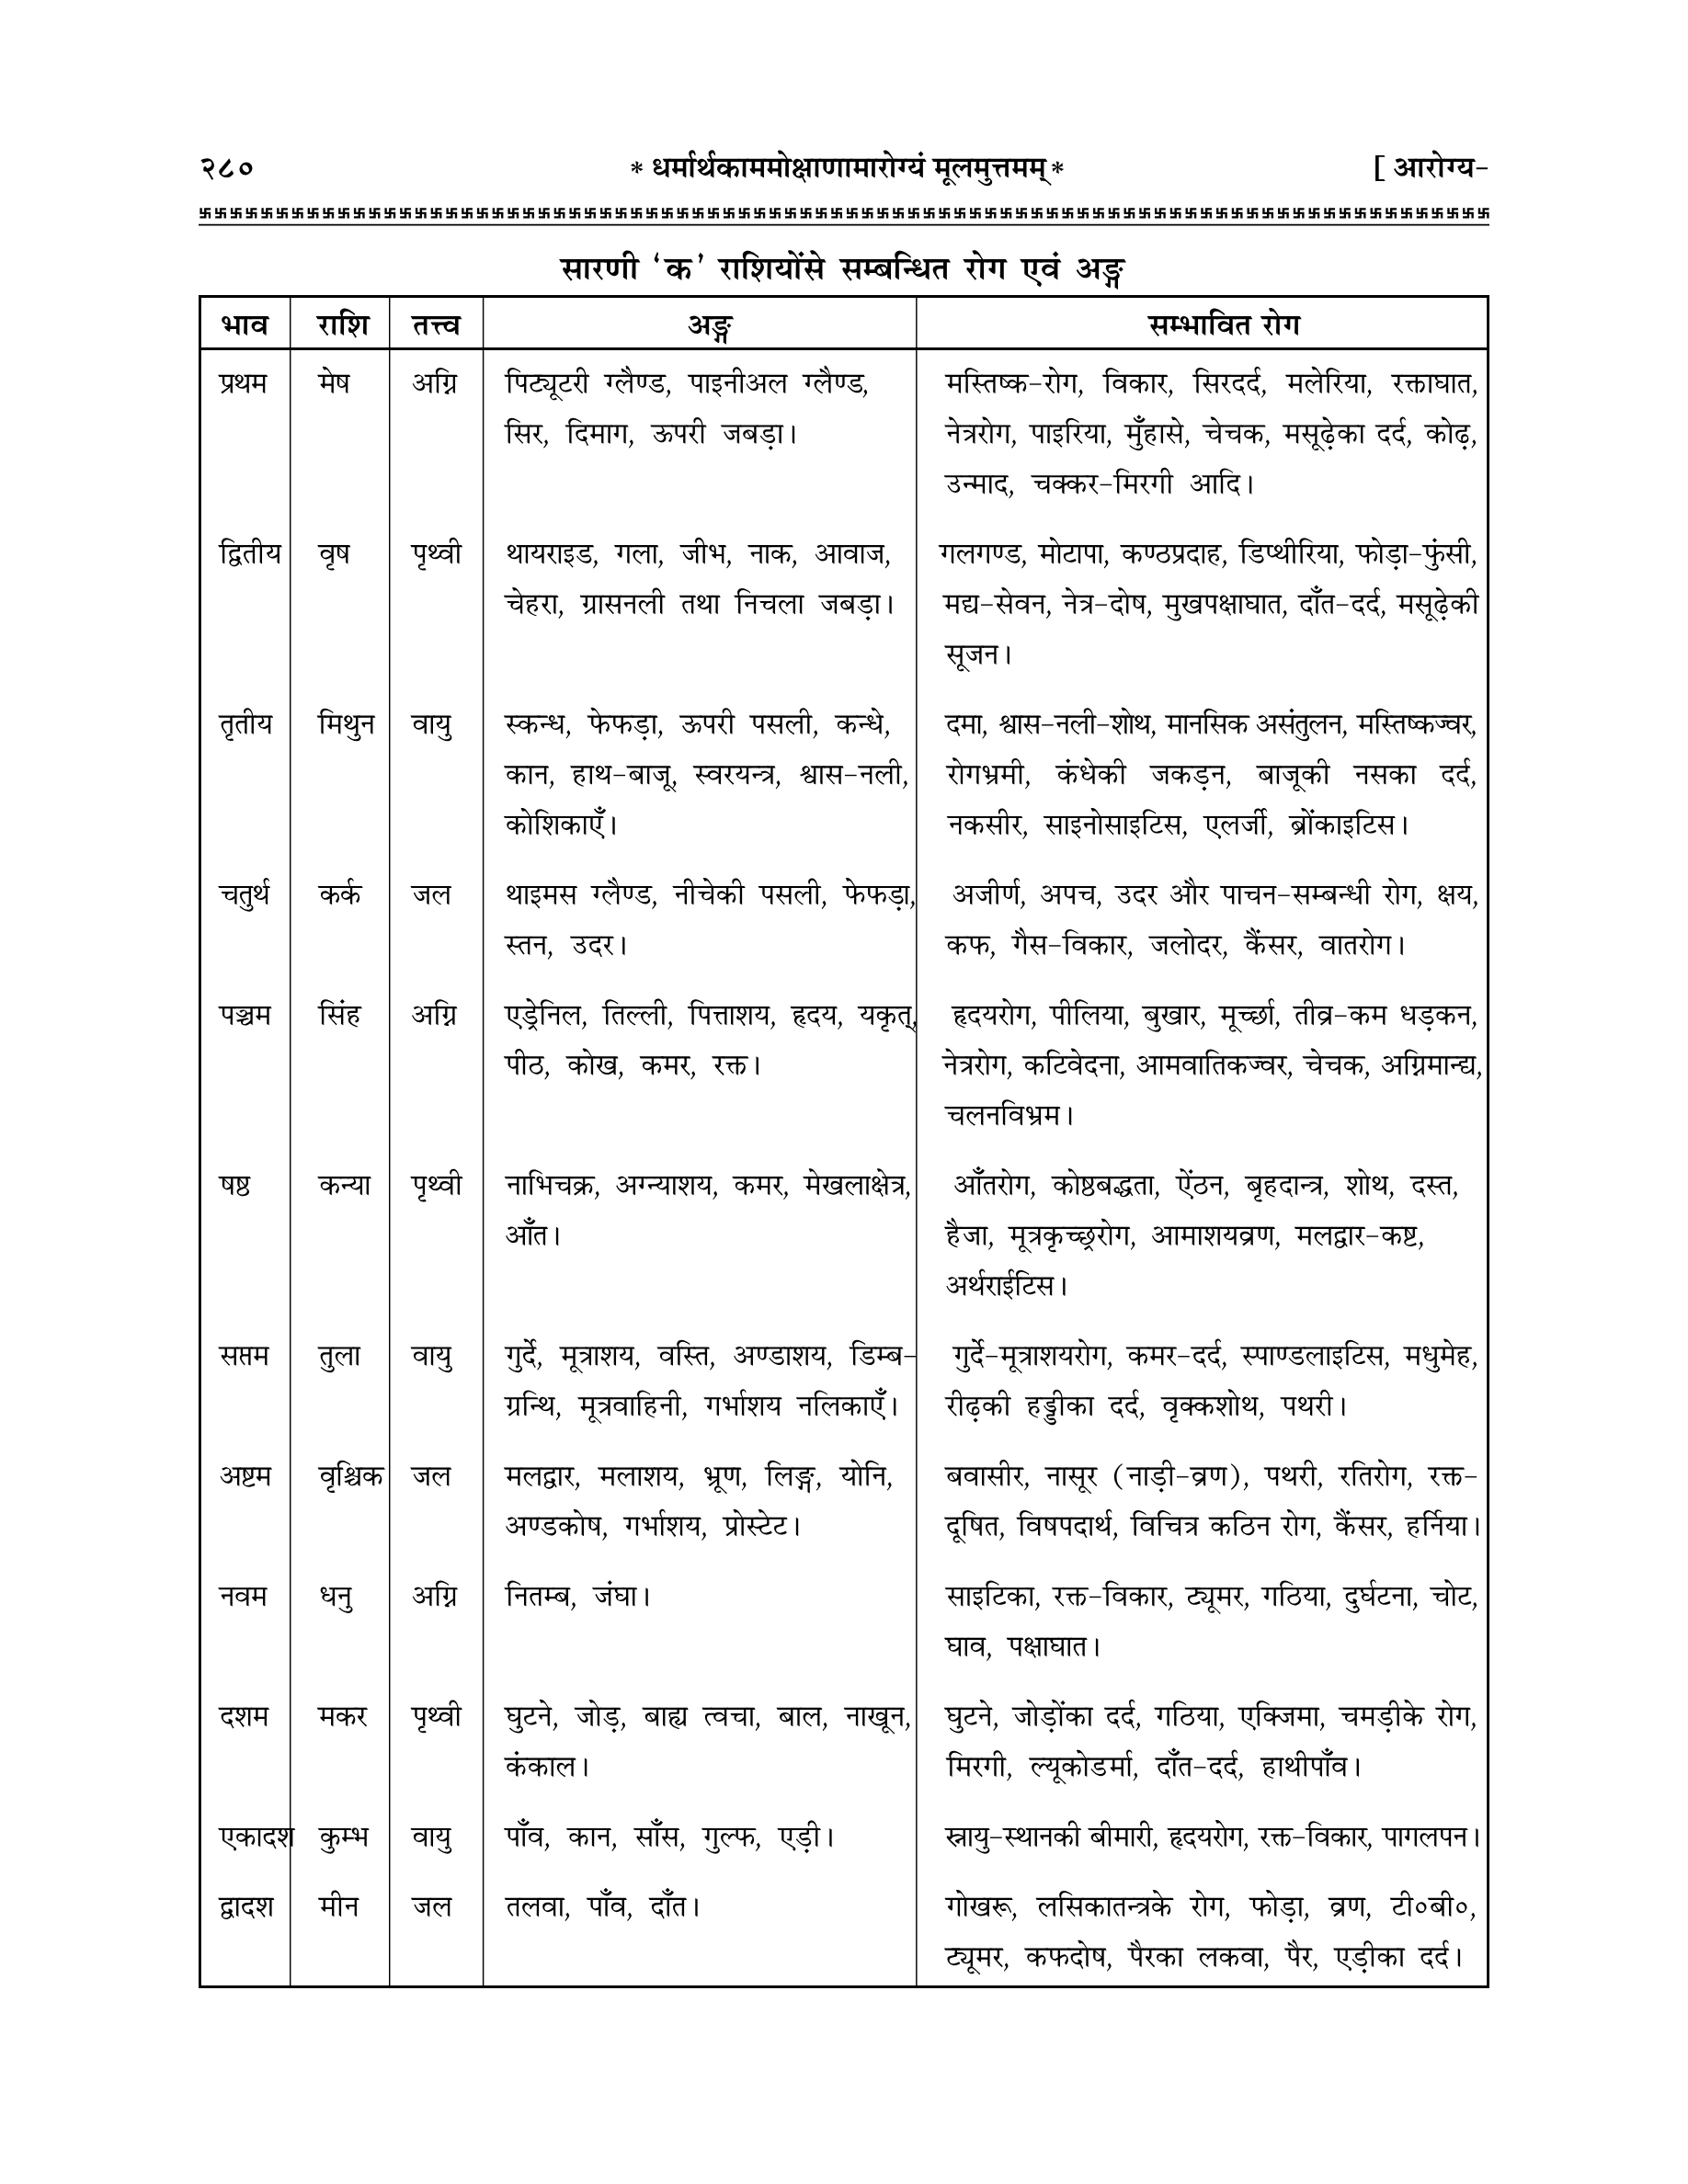 २८० * धर्मार्थकाममोक्षाणामारोग्यं मूलमुत्तमम् * [ आरोग्य-
सारणी ‘क’ राशियोंसे सम्बन्धित रोग एवं अङ्ग
भाव राशि तत्त्व अङ्ग सम्भावित रोग
प्रथम मेष अग्नि पिट्यूटरी ग्लैण्ड, पाइनीअल ग्लैण्ड, मस्तिष्क-रोग, विकार, सिरदर्द, मलेरिया, रक्ताघात,
सिर, दिमाग, ऊपरी जबड़ा। नेत्ररोग, पाइरिया, मुँहासे, चेचक, मसूढ़ेका दर्द, कोढ़,
उन्माद, चक्कर-मिरगी आदि।
द्वितीय वृष पृथ्वी थायराइड, गला, जीभ, नाक, आवाज, गलगण्ड, मोटापा, कण्ठप्रदाह, डिप्थीरिया, फोड़ा-फुंसी,
चेहरा, ग्रासनली तथा निचला जबड़ा। मद्य-सेवन, नेत्र-दोष, मुखपक्षाघात, दाँत-दर्द, मसूढ़ेकी
सूजन।
तृतीय मिथुन वायु स्कन्ध, फेफड़ा, ऊपरी पसली, कन्धे, दमा, श्वास-नली-शोथ, मानसिक असंतुलन, मस्तिष्कज्वर,
कान, हाथ-बाजू, स्वरयन्त्र, श्वास-नली, रोगभ्रमी, कंधेकी जकड़न, बाजूकी नसका दर्द,
कोशिकाएँ। नकसीर, साइनोसाइटिस, एलर्जी, ब्रोंकाइटिस।
चतुर्थ कर्क जल थाइमस ग्लैण्ड, नीचेकी पसली, फेफड़ा, अजीर्ण, अपच, उदर और पाचन-सम्बन्धी रोग, क्षय,
स्तन, उदर। कफ, गैस-विकार, जलोदर, कैंसर, वातरोग।
पञ्चम सिंह अग्नि एड्रेनिल, तिल्ली, पित्ताशय, हृदय, यकृत्, हृदयरोग, पीलिया, बुखार, मूर्च्छा, तीव्र-कम धड़कन,
पीठ, कोख, कमर, रक्त। नेत्ररोग, कटिवेदना, आमवातिकज्वर, चेचक, अग्निमान्द्य,
चलनविभ्रम।
षष्ठ कन्या पृथ्वी नाभिचक्र, अग्न्याशय, कमर, मेखलाक्षेत्र, आँतरोग, कोष्ठबद्धता, ऐंठन, बृहदान्त्र, शोथ, दस्त,
आँत। हैजा, मूत्रकृच्छ्ररोग, आमाशयव्रण, मलद्वार-कष्ट,
अर्थराईटिस।
सप्तम तुला वायु गुर्दे, मूत्राशय, वस्ति, अण्डाशय, डिम्ब- गुर्दे-मूत्राशयरोग, कमर-दर्द, स्पाण्डलाइटिस, मधुमेह,
ग्रन्थि, मूत्रवाहिनी, गर्भाशय नलिकाएँ। रीढ़की हड्डीका दर्द, वृक्कशोथ, पथरी।
अष्टम वृश्चिक जल मलद्वार, मलाशय, भ्रूण, लिङ्ग, योनि, बवासीर, नासूर (नाड़ी-व्रण), पथरी, रतिरोग, रक्त-
अण्डकोष, गर्भाशय, प्रोस्टेट। दूषित, विषपदार्थ, विचित्र कठिन रोग, कैंसर, हर्निया।
नवम धनु अग्नि नितम्ब, जंघा। साइटिका, रक्त-विकार, ट्यूमर, गठिया, दुर्घटना, चोट,
घाव, पक्षाघात।
दशम मकर पृथ्वी घुटने, जोड़, बाह्य त्वचा, बाल, नाखून, घुटने, जोड़ोंका दर्द, गठिया, एक्जिमा, चमड़ीके रोग,
कंकाल। मिरगी, ल्यूकोडर्मा, दाँत-दर्द, हाथीपाँव।
एकादश कुम्भ वायु पाँव, कान, साँस, गुल्फ, एड़ी। स्नायु-स्थानकी बीमारी, हृदयरोग, रक्त-विकार, पागलपन।
द्वादश मीन जल तलवा, पाँव, दाँत। गोखरू, लसिकातन्त्रके रोग, फोड़ा, व्रण, टी०बी०,
ट्यूमर, कफदोष, पैरका लकवा, पैर, एड़ीका दर्द।